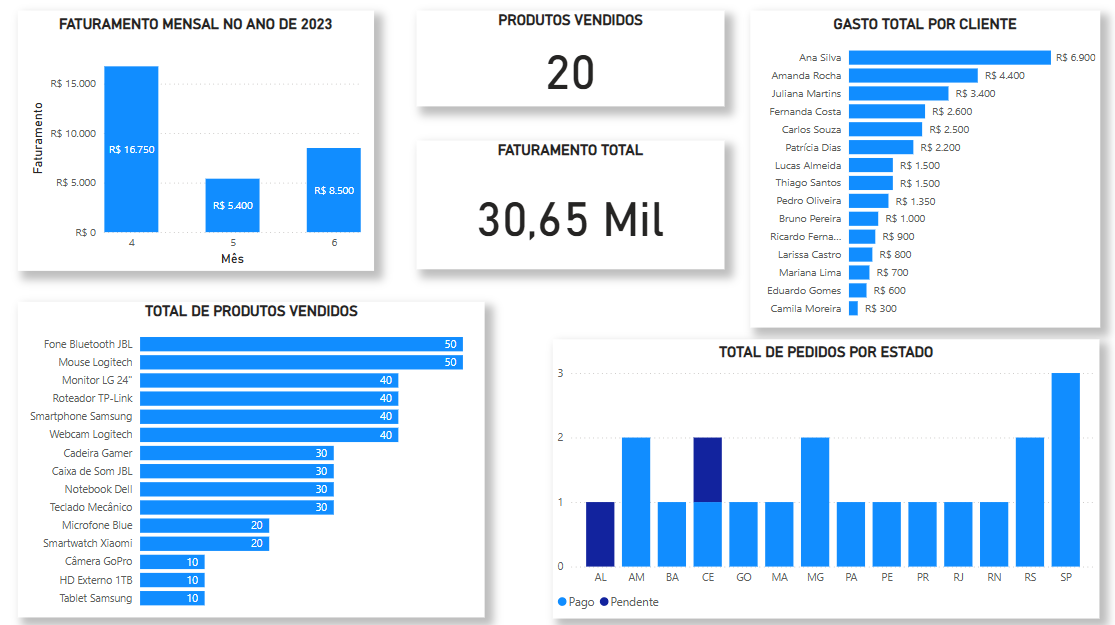 FATURAMENTO MENSAL NO ANO DE 2023
Faturamento
R$ 15.000
R$ 10.000
R$ 5.000
R$ 0
R$ 16.750
R$ 5.400
R$ 8.500
4 5 6
Mês
PRODUTOS VENDIDOS
20
FATURAMENTO TOTAL
30,65 Mil
GASTO TOTAL POR CLIENTE
Ana Silva R$ 6.900
Amanda Rocha R$ 4.400
Juliana Martins R$ 3.400
Fernanda Costa R$ 2.600
Carlos Souza R$ 2.500
Patrícia Dias R$ 2.200
Lucas Almeida R$ 1.500
Thiago Santos R$ 1.500
Pedro Oliveira R$ 1.350
Bruno Pereira R$ 1.000
Ricardo Ferna... R$ 900
Larissa Castro R$ 800
Mariana Lima R$ 700
Eduardo Gomes R$ 600
Camila Moreira R$ 300
TOTAL DE PRODUTOS VENDIDOS
Fone Bluetooth JBL 50
Mouse Logitech 50
Monitor LG 24" 40
Roteador TP-Link 40
Smartphone Samsung 40
Webcam Logitech 40
Cadeira Gamer 30
Caixa de Som JBL 30
Notebook Dell 30
Teclado Mecânico 30
Microfone Blue 20
Smartwatch Xiaomi 20
Câmera GoPro 10
HD Externo 1TB 10
Tablet Samsung 10
TOTAL DE PEDIDOS POR ESTADO
3
2
1
0
AL AM BA CE GO MA MG PA PE PR RJ RN RS SP
Pago Pendente